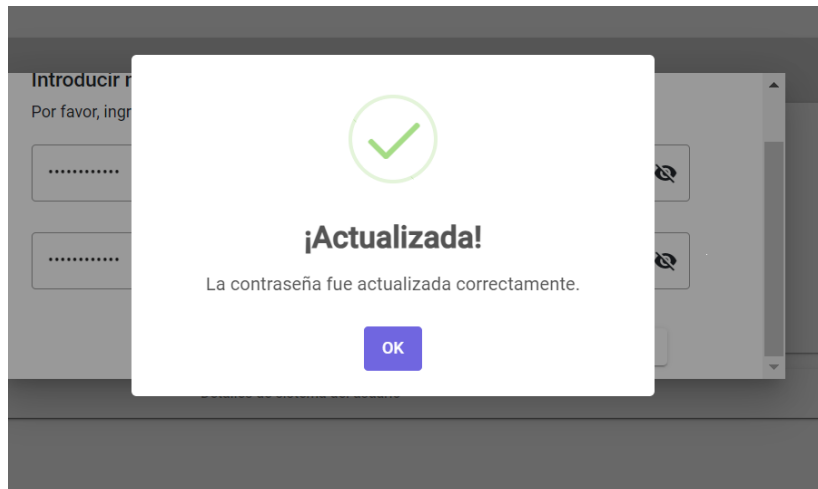 Introducir
Por favor, ingr
••••••••••••
••••••••••••
¡Actualizada!
La contraseña fue actualizada correctamente.
OK